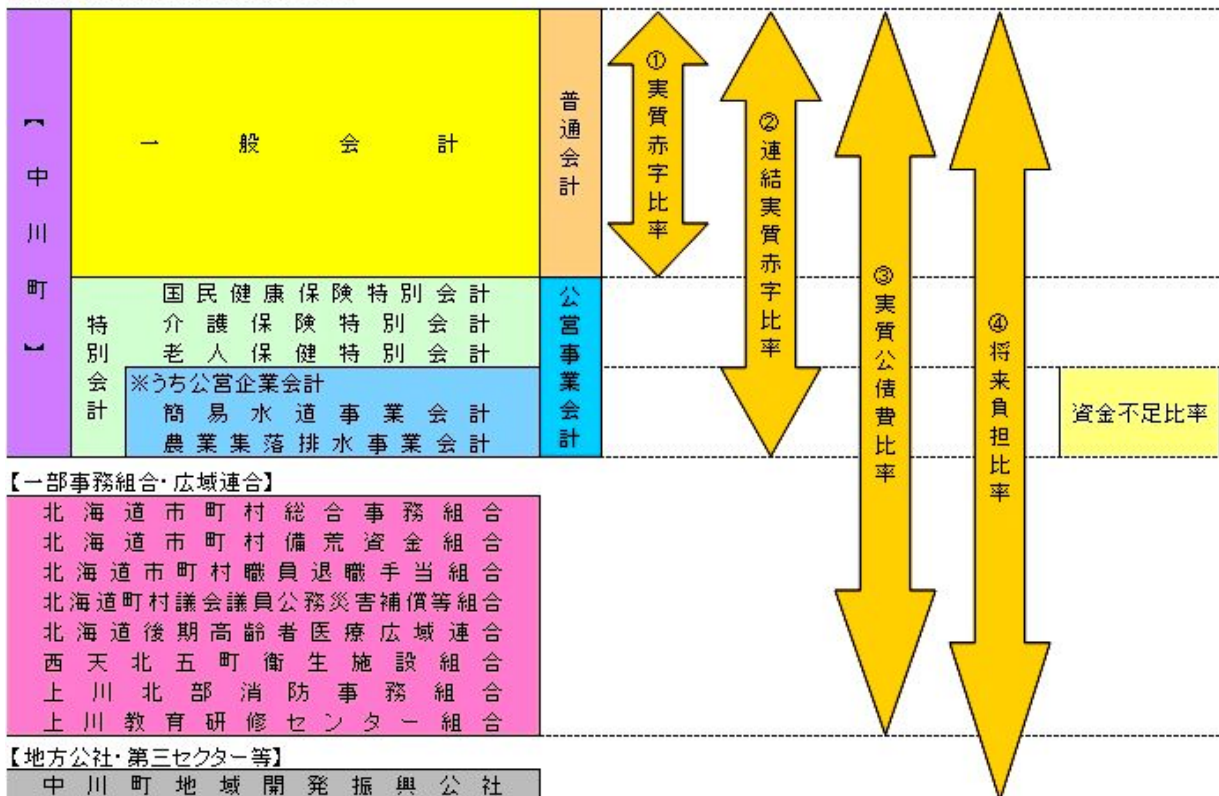 【中川町】
一般会計
普通会計
①実質赤字比率
②連結実質赤字比率
③実質公債費比率
④将来負担比率
特別会計
国民健康保険特別会計
介護保険特別会計
老人保健特別会計
※うち公営企業会計
簡易水道事業会計
農業集落排水事業会計
公営事業会計
資金不足比率
【一部事務組合・広域連合】
北海道市町村総合事務組合
北海道市町村備荒資金組合
北海道市町村職員退職手当組合
北海道町村議会議員公務災害補償等組合
北海道後期高齢者医療広域連合
西天北五町衛生施設組合
上川北部消防事務組合
上川教育研修センター組合
【地方公社・第三セクター等】
中川町地域開発振興公社